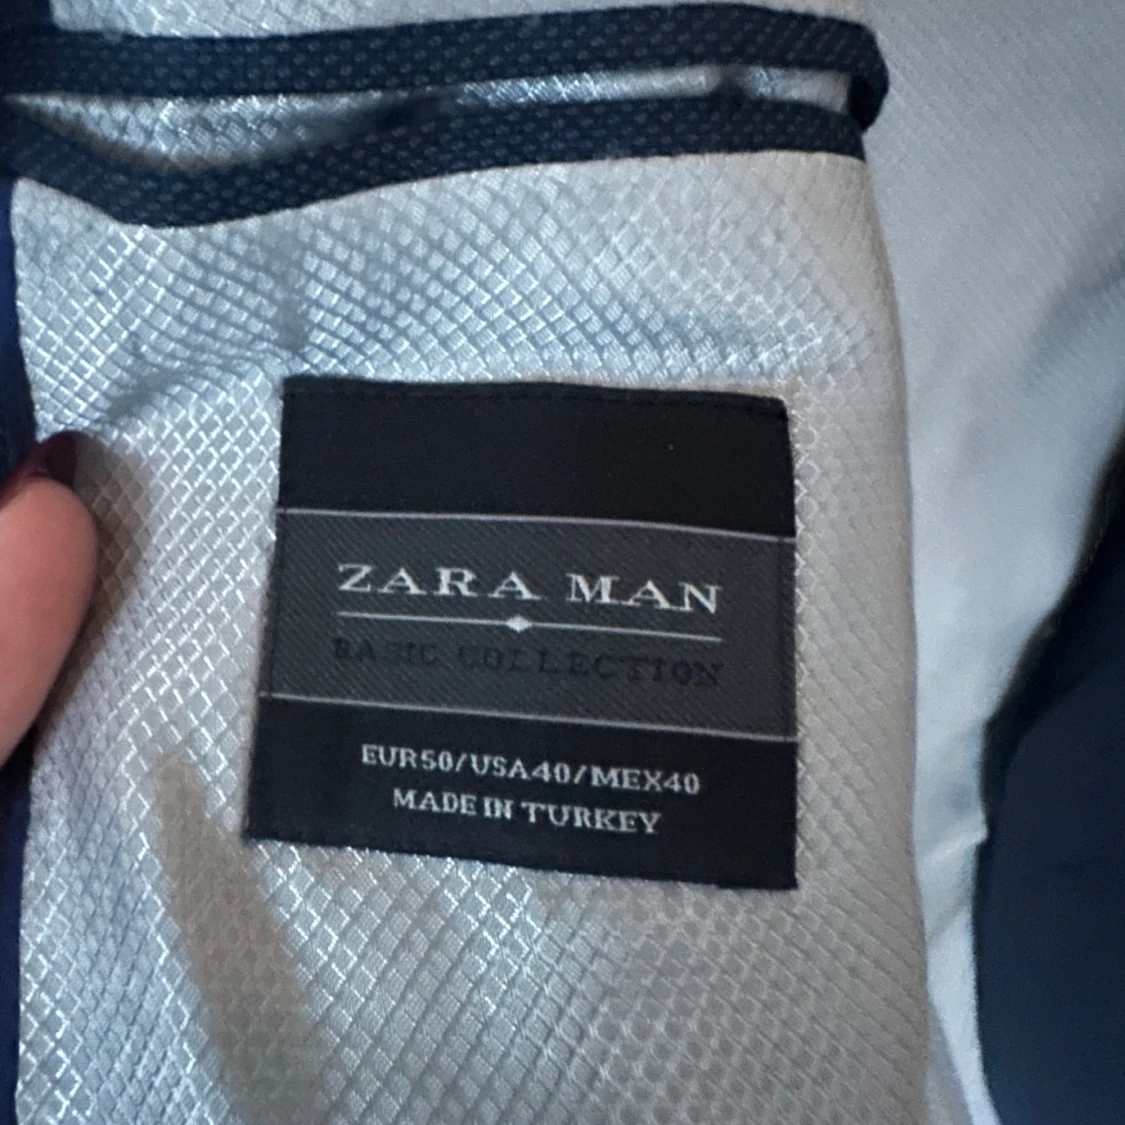 ZARA MAN
BASIC COLLECTION
EUR50/USA40/MEX40
MADE IN TURKEY